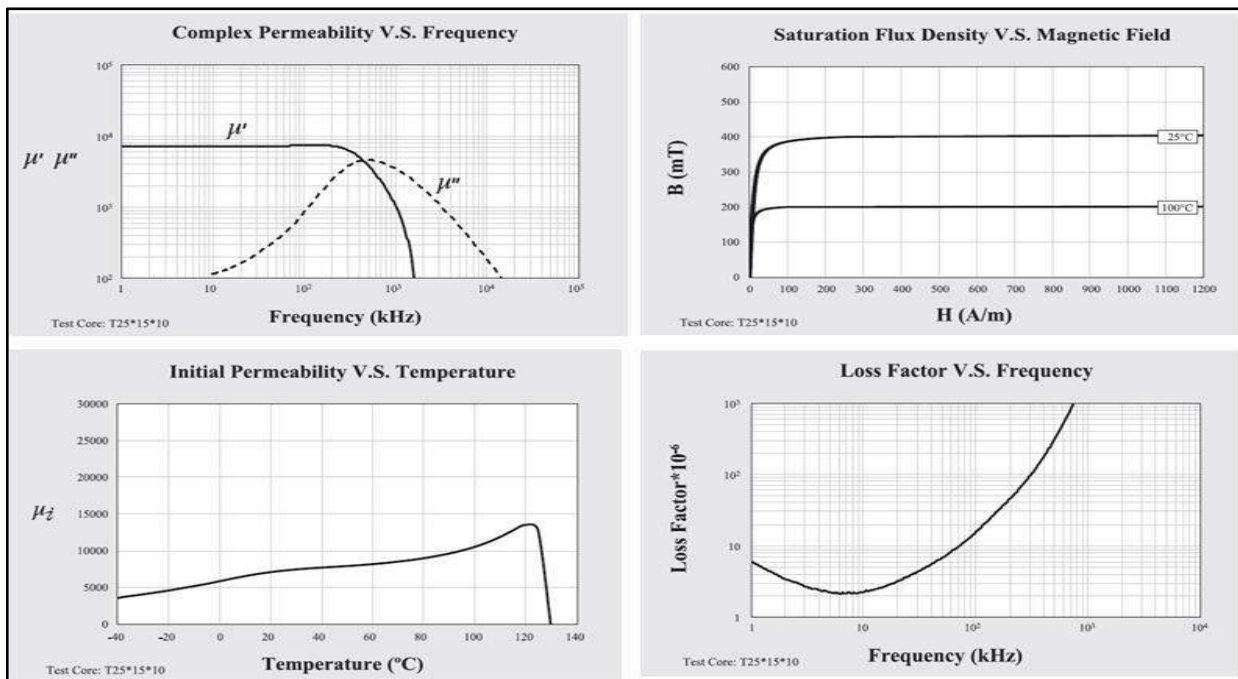 Complex Permeability V.S. Frequency
10⁵
10⁴
10³
10²
μ' μ"
μ'
μ"
1
10
10²
10³
10⁴
10⁵
Frequency (kHz)
Test Core: T25*15*10
Saturation Flux Density V.S. Magnetic Field
600
500
400
300
200
100
0
B (mT)
25°C
100°C
0
100
200
300
400
500
600
700
800
900
1000
1100
1200
H (A/m)
Test Core: T25*15*10
Initial Permeability V.S. Temperature
30000
25000
20000
15000
10000
5000
0
μi
-40
-20
0
20
40
60
80
100
120
140
Temperature (ºC)
Test Core: T25*15*10
Loss Factor V.S. Frequency
10³
10²
10
1
Loss Factor*10⁻⁶
1
10
10²
10³
10⁴
Frequency (kHz)
Test Core: T25*15*10